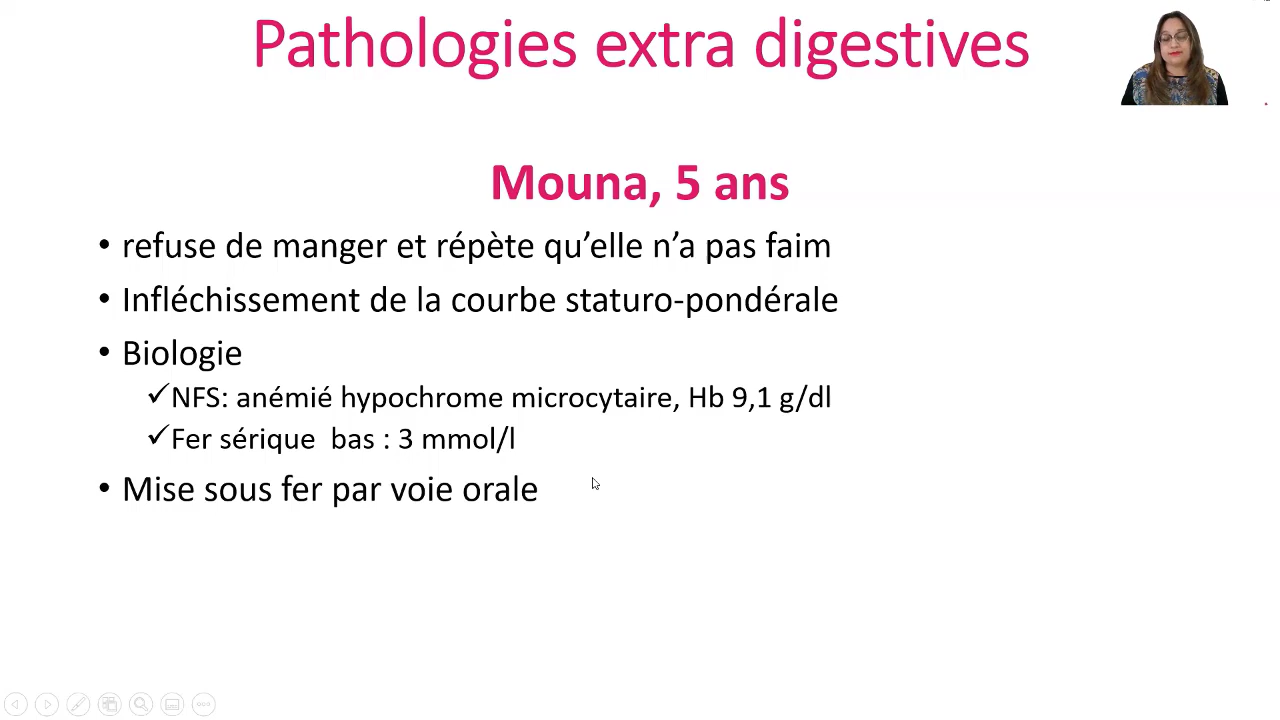 Pathologies extra digestives
Mouna, 5 ans
• refuse de manger et répète qu’elle n’a pas faim
• Infléchissement de la courbe staturo-pondérale
• Biologie
✓NFS: anémié hypochrome microcytaire, Hb 9,1 g/dl
✓Fer sérique bas : 3 mmol/l
• Mise sous fer par voie orale